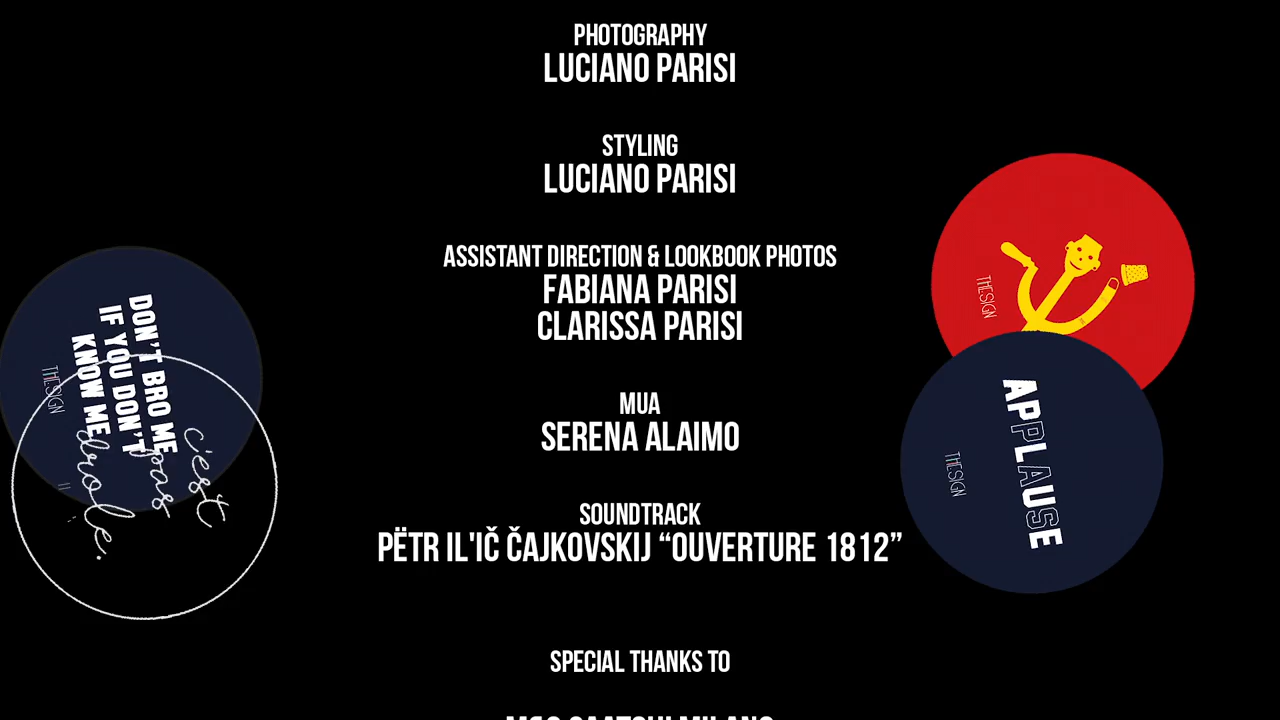 PHOTOGRAPHY
LUCIANO PARISI
STYLING
LUCIANO PARISI
ASSISTANT DIRECTION & LOOKBOOK PHOTOS
FABIANA PARISI
CLARISSA PARISI
MUA
SERENA ALAIMO
SOUNDTRACK
PËTR IL'IČ ČAJKOVSKIJ “OUVERTURE 1812”
SPECIAL THANKS TO
DON'T BRO ME
IF YOU DON'T
KNOW ME
THESIGN
c'est
pas
drole.
THESIGN
APPLAUSE
THESIGN